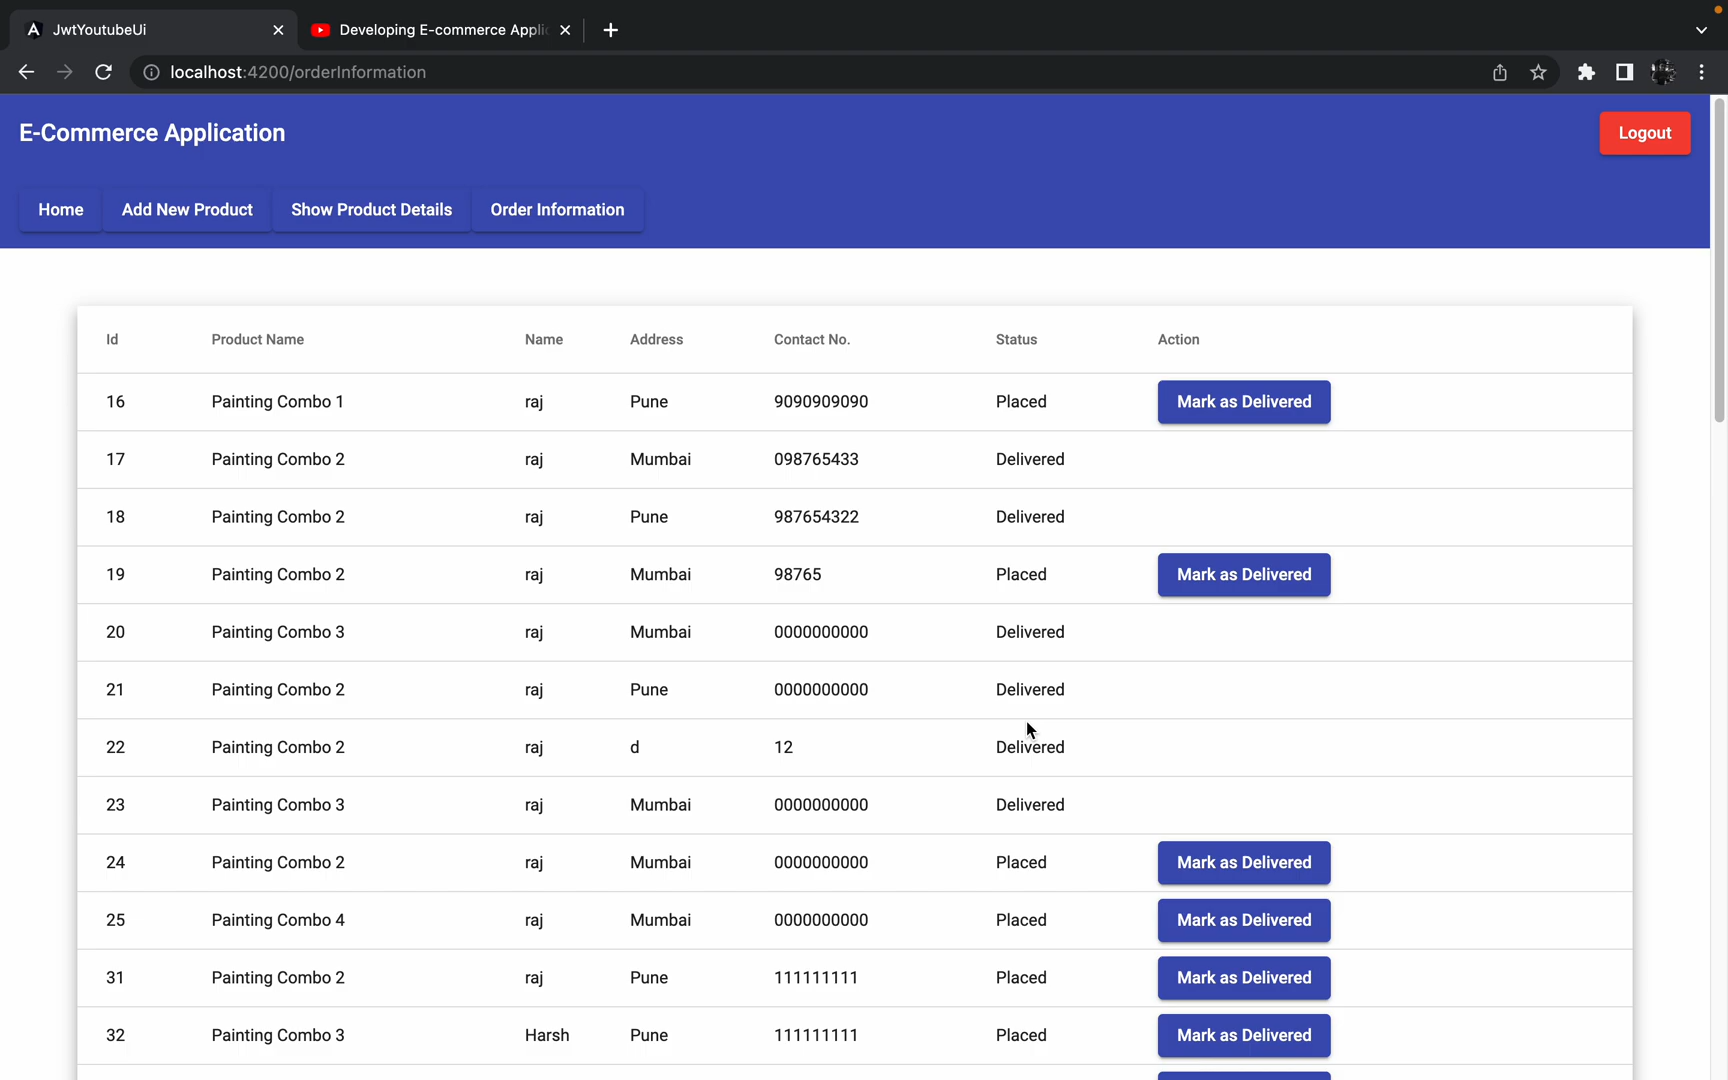 JwtYoutubeUi
Developing E-commerce Appli
localhost:4200/orderInformation
E-Commerce Application
Logout
Home Add New Product Show Product Details Order Information
Id Product Name Name Address Contact No. Status Action
16 Painting Combo 1 raj Pune 9090909090 Placed Mark as Delivered
17 Painting Combo 2 raj Mumbai 098765433 Delivered
18 Painting Combo 2 raj Pune 987654322 Delivered
19 Painting Combo 2 raj Mumbai 98765 Placed Mark as Delivered
20 Painting Combo 3 raj Mumbai 0000000000 Delivered
21 Painting Combo 2 raj Pune 0000000000 Delivered
22 Painting Combo 2 raj d 12 Delivered
23 Painting Combo 3 raj Mumbai 0000000000 Delivered
24 Painting Combo 2 raj Mumbai 0000000000 Placed Mark as Delivered
25 Painting Combo 4 raj Mumbai 0000000000 Placed Mark as Delivered
31 Painting Combo 2 raj Pune 111111111 Placed Mark as Delivered
32 Painting Combo 3 Harsh Pune 111111111 Placed Mark as Delivered